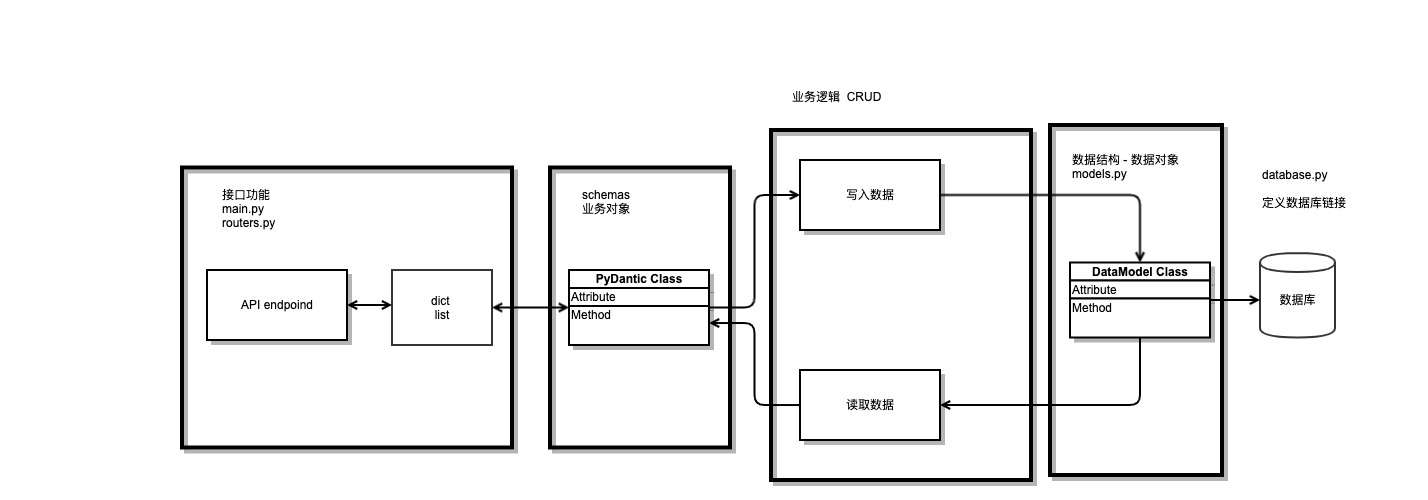 业务逻辑 CRUD
接口功能
main.py
routers.py
API endpoind
dict
list
schemas
业务对象
PyDantic Class
Attribute
Method
写入数据
读取数据
数据结构 - 数据对象
models.py
DataModel Class
Attribute
Method
database.py
定义数据库链接
数据库